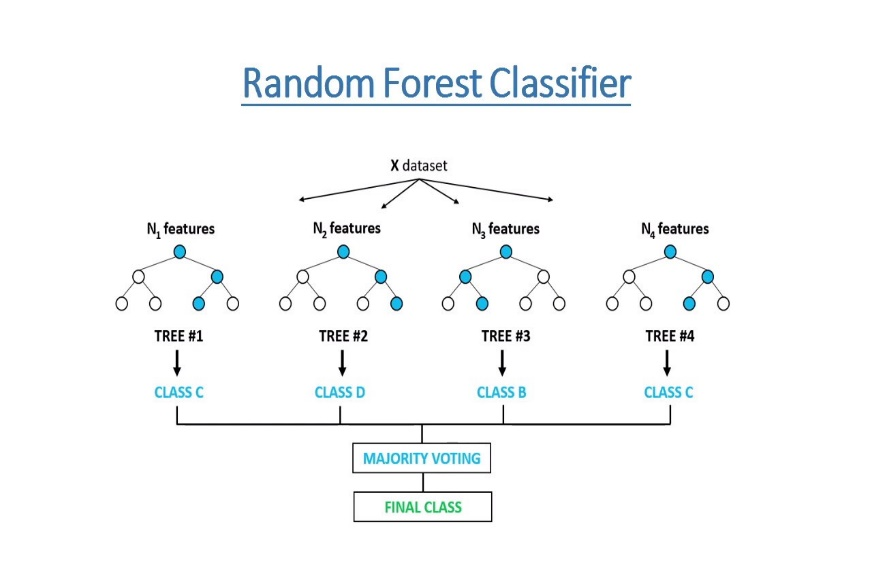 Random Forest Classifier
X dataset
N₁ features N₂ features N₃ features N₄ features
TREE #1 TREE #2 TREE #3 TREE #4
CLASS C CLASS D CLASS B CLASS C
MAJORITY VOTING
FINAL CLASS